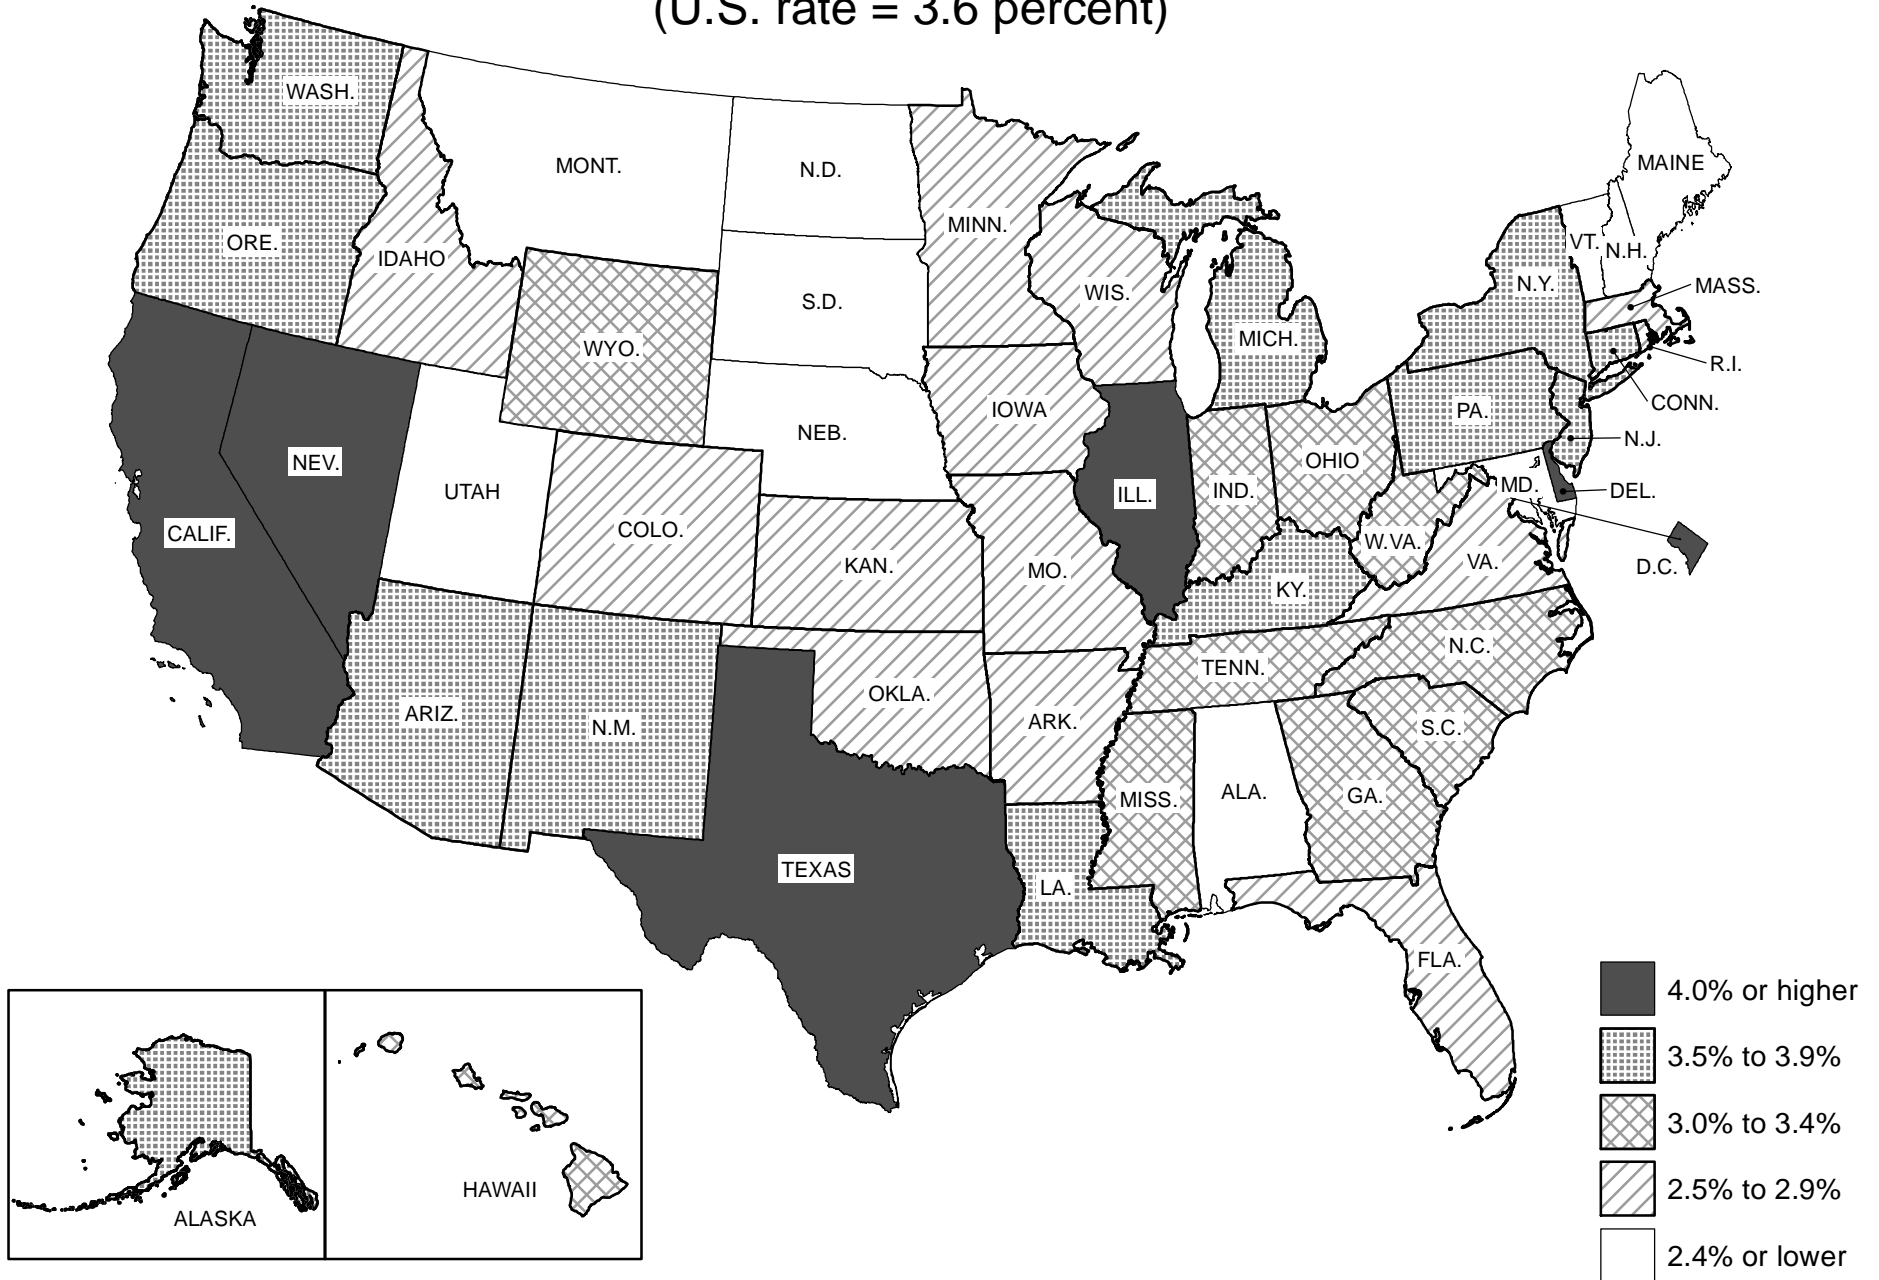 (U.S. rate = 3.6 percent)
WASH.
MONT.
N.D.
MAINE
ORE.
IDAHO
MINN.
VT.
N.H.
WIS.
N.Y.
MASS.
S.D.
WYO.
MICH.
R.I.
IOWA
PA.
CONN.
NEB.
N.J.
NEV.
OHIO
UTAH
ILL.
IND.
MD.
DEL.
CALIF.
COLO.
KAN.
MO.
W.VA.
VA.
D.C.
KY.
N.C.
TENN.
OKLA.
ARIZ.
N.M.
ARK.
S.C.
MISS.
ALA.
GA.
TEXAS
LA.
FLA.
HAWAII
ALASKA
4.0% or higher
3.5% to 3.9%
3.0% to 3.4%
2.5% to 2.9%
2.4% or lower